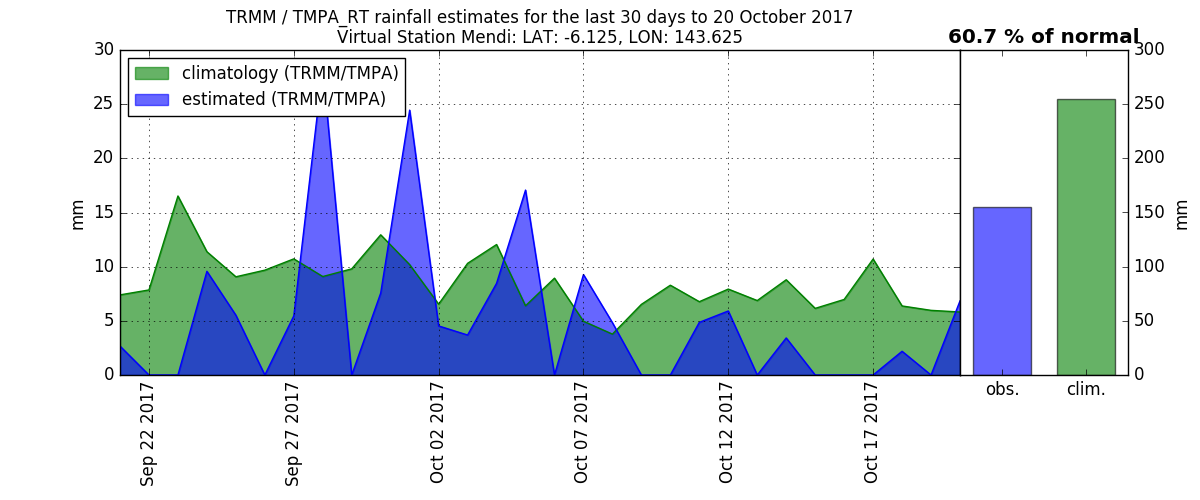 TRMM / TMPA_RT rainfall estimates for the last 30 days to 20 October 2017
Virtual Station Mendi: LAT: -6.125, LON: 143.625
60.7 % of normal
climatology (TRMM/TMPA)
estimated (TRMM/TMPA)
30
25
20
15
10
5
0
mm
Sep 22 2017
Sep 27 2017
Oct 02 2017
Oct 07 2017
Oct 12 2017
Oct 17 2017
300
250
200
150
100
50
0
mm
obs.
clim.